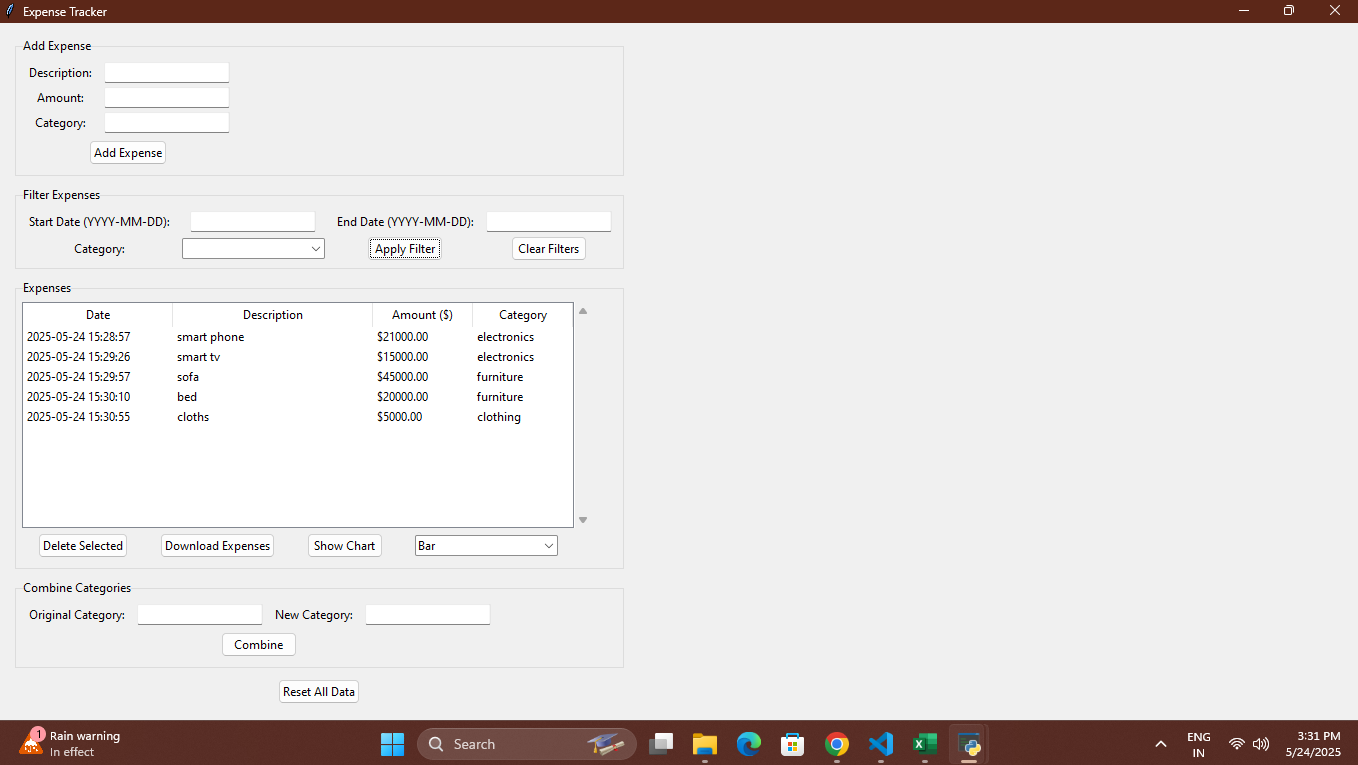 Expense Tracker
Add Expense
Description:
Amount:
Category:
Add Expense
Filter Expenses
Start Date (YYYY-MM-DD): End Date (YYYY-MM-DD):
Category: Apply Filter Clear Filters
Expenses
Date Description Amount ($) Category
2025-05-24 15:28:57 smart phone $21000.00 electronics
2025-05-24 15:29:26 smart tv $15000.00 electronics
2025-05-24 15:29:57 sofa $45000.00 furniture
2025-05-24 15:30:10 bed $20000.00 furniture
2025-05-24 15:30:55 cloths $5000.00 clothing
Delete Selected Download Expenses Show Chart Bar
Combine Categories
Original Category: New Category:
Combine
Reset All Data
1 Rain warning
In effect
Search
ENG
IN
3:31 PM
5/24/2025